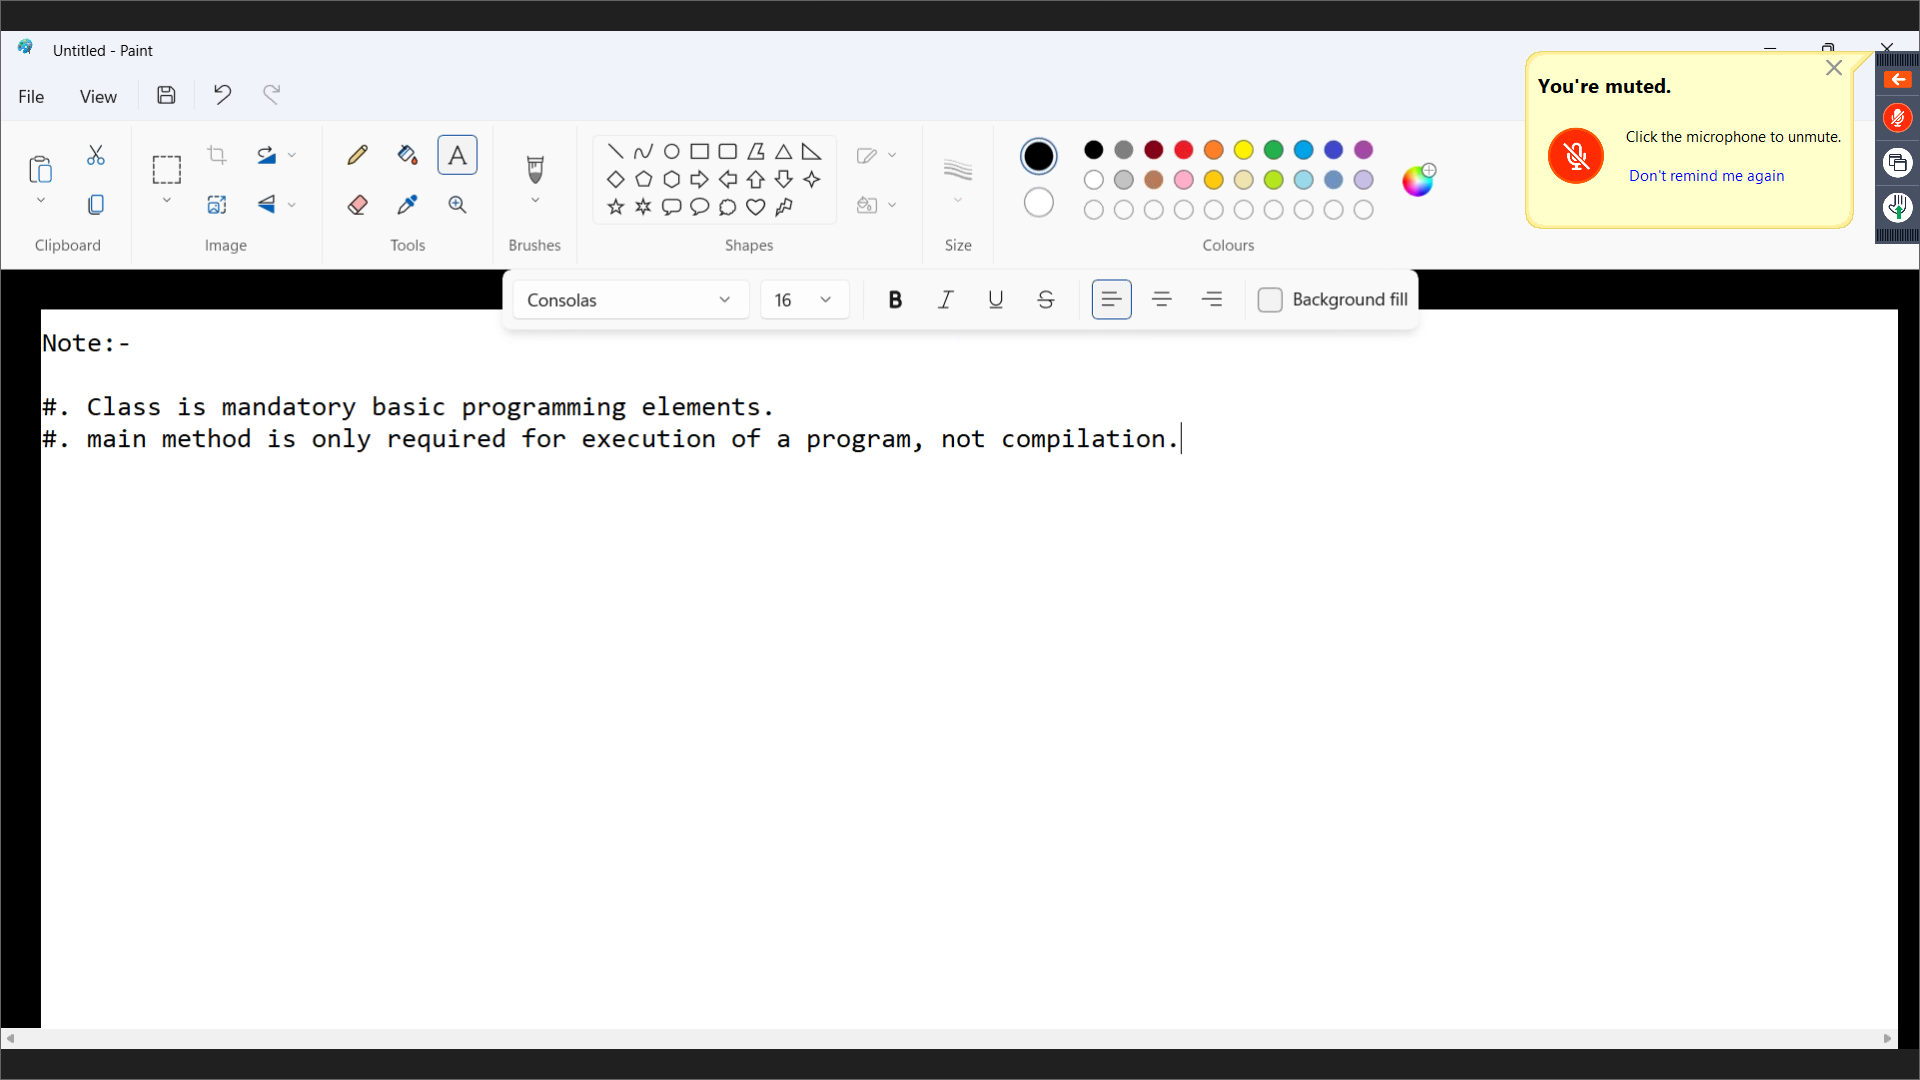 Untitled - Paint
File View
You're muted.
Click the microphone to unmute.
Don't remind me again
Clipboard Image Tools Brushes Shapes Size Colours
Consolas 16 B I U S Background fill
Note:-
#. Class is mandatory basic programming elements.
#. main method is only required for execution of a program, not compilation.